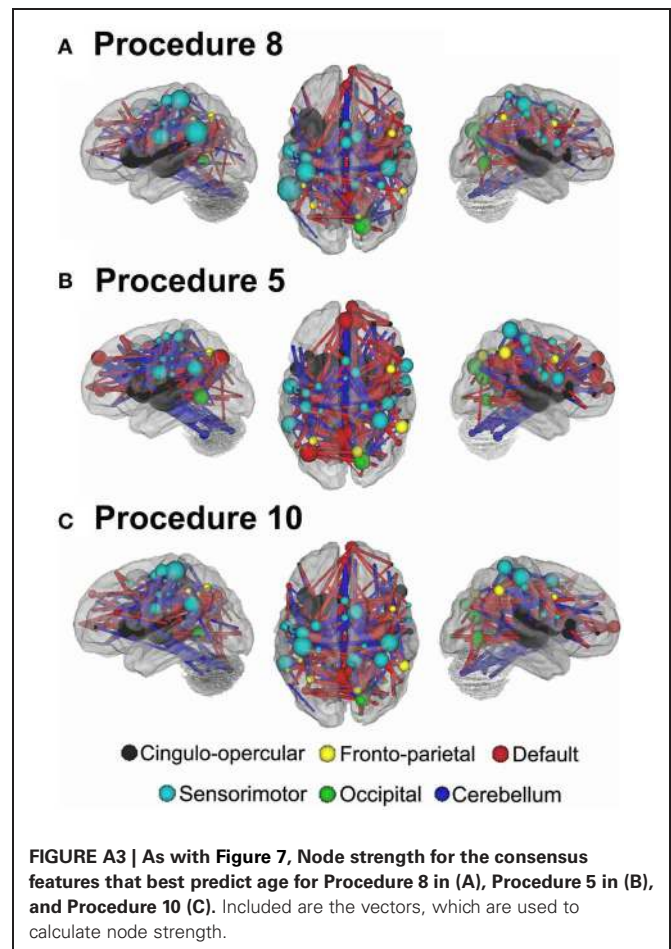 A Procedure 8
B Procedure 5
C Procedure 10
Cingulo-opercular Fronto-parietal Default
Sensorimotor Occipital Cerebellum
FIGURE A3 | As with Figure 7, Node strength for the consensus
features that best predict age for Procedure 8 in (A), Procedure 5 in (B),
and Procedure 10 (C). Included are the vectors, which are used to
calculate node strength.